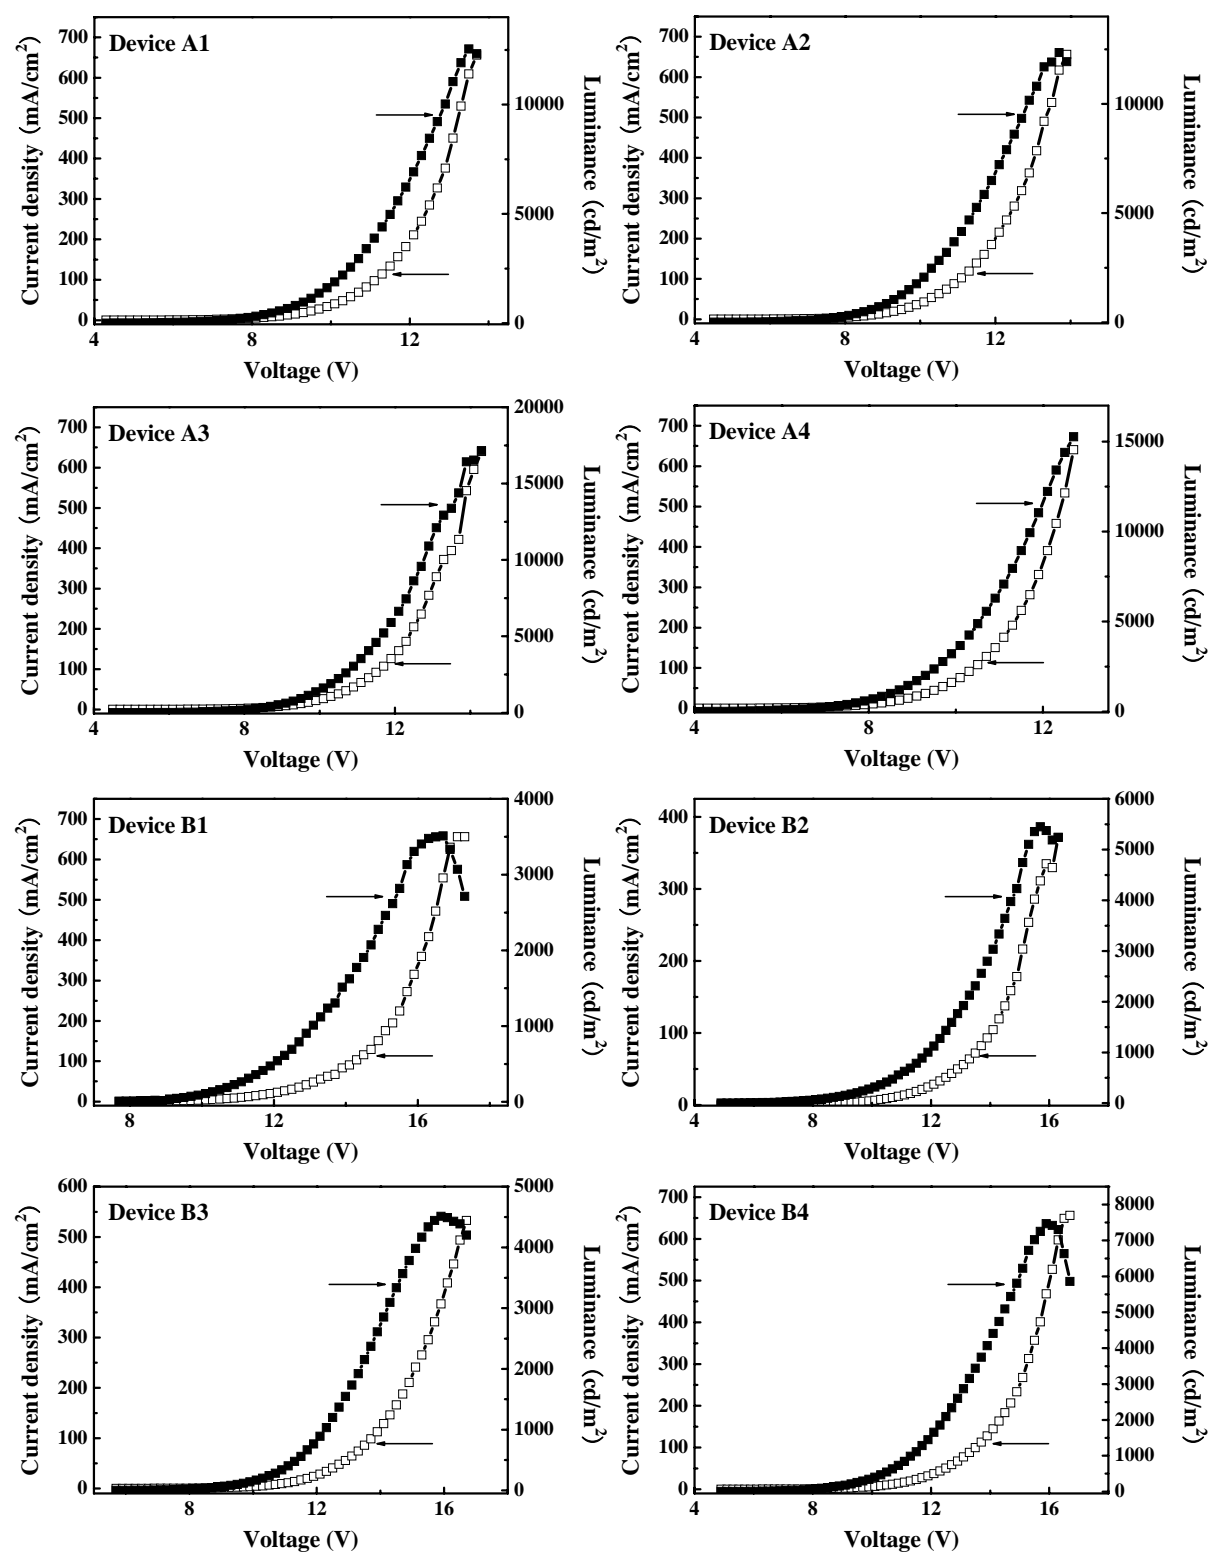 Device A1
Current density (mA/cm2)
700
600
500
400
300
200
100
0
10000
5000
0
Luminance (cd/m2)
4 8 12
Voltage (V)
Device A2
Current density (mA/cm2)
700
600
500
400
300
200
100
0
10000
5000
0
Luminance (cd/m2)
4 8 12
Voltage (V)
Device A3
Current density (mA/cm2)
700
600
500
400
300
200
100
0
20000
15000
10000
5000
0
Luminance (cd/m2)
4 8 12
Voltage (V)
Device A4
Current density (mA/cm2)
700
600
500
400
300
200
100
0
15000
10000
5000
0
Luminance (cd/m2)
4 8 12
Voltage (V)
Device B1
Current density (mA/cm2)
700
600
500
400
300
200
100
0
4000
3000
2000
1000
0
Luminance (cd/m2)
8 12 16
Voltage (V)
Device B2
Current density (mA/cm2)
400
300
200
100
0
6000
5000
4000
3000
2000
1000
0
Luminance (cd/m2)
4 8 12 16
Voltage (V)
Device B3
Current density (mA/cm2)
600
500
400
300
200
100
0
5000
4000
3000
2000
1000
0
Luminance (cd/m2)
8 12 16
Voltage (V)
Device B4
Current density (mA/cm2)
700
600
500
400
300
200
100
0
8000
7000
6000
5000
4000
3000
2000
1000
0
Luminance (cd/m2)
4 8 12 16
Voltage (V)